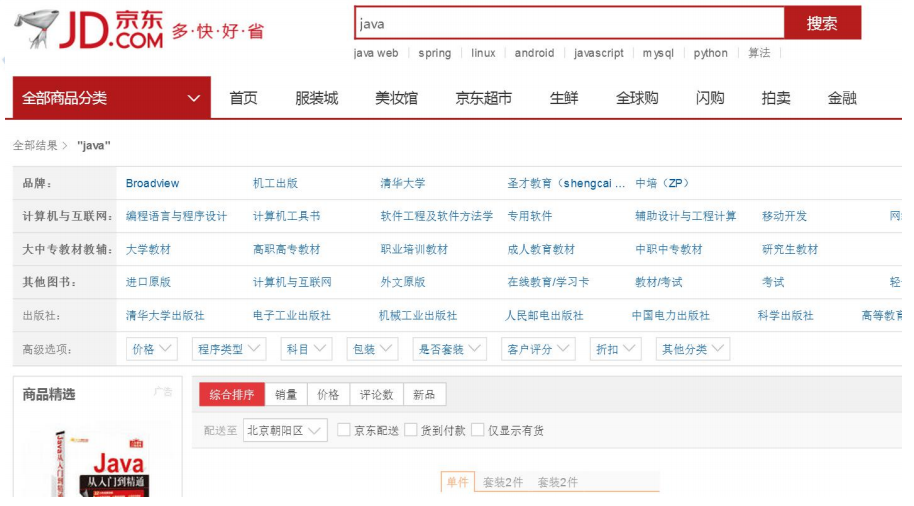 JD.COM 京东 多·快·好·省
java 搜索
java web spring linux android javascript mysql python 算法
全部商品分类 首页 服装城 美妆馆 京东超市 生鲜 全球购 闪购 拍卖 金融
全部结果 > "java"
品牌： Broadview 机工出版 清华大学 圣才教育（shengcai ... 中培（ZP）
计算机与互联网： 编程语言与程序设计 计算机工具书 软件工程及软件方法学 专用软件 辅助设计与工程计算 移动开发 网
大中专教材教辅： 大学教材 高职高专教材 职业培训教材 成人教育教材 中职中专教材 研究生教材
其他图书： 进口原版 计算机与互联网 外文原版 在线教育/学习卡 教材/考试 考试 轻
出版社： 清华大学出版社 电子工业出版社 机械工业出版社 人民邮电出版社 中国电力出版社 科学出版社 高等教育
高级选项： 价格 程序类型 科目 包装 是否套装 客户评分 折扣 其他分类
商品精选 广告 综合排序 销量 价格 评论数 新品
配送至 北京朝阳区 京东配送 货到付款 仅显示有货
Java从入门到精通
Java
从入门到精通
单件 套装2件 套装2件